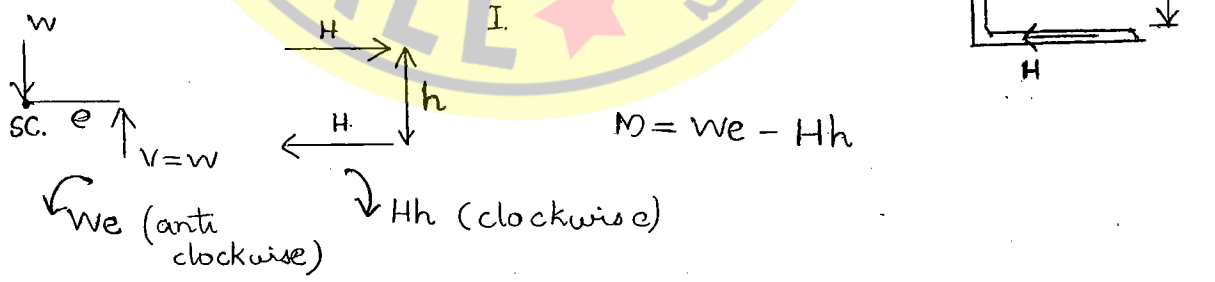 W
SC. e
V=W
We (anti
clockwise)
H
h
H.
Hh (clockwise)
I.
M = We - Hh
H